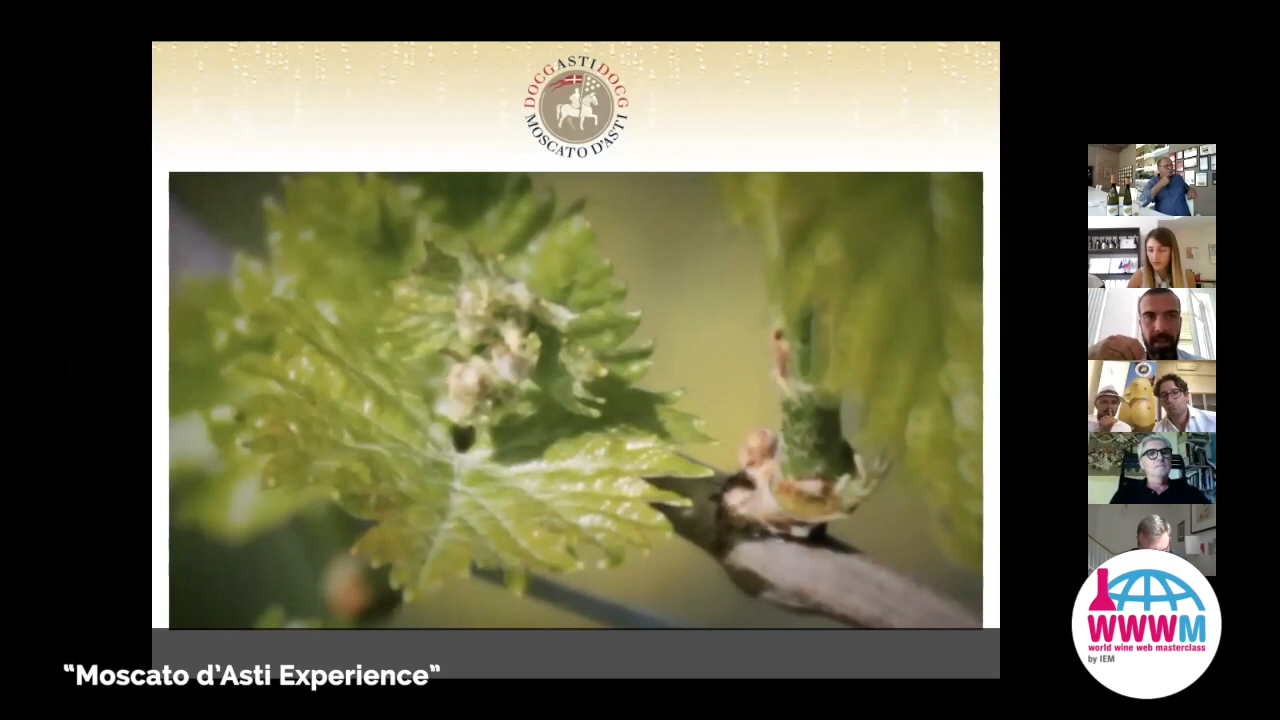 DOCG ASTI DOCG
MOSCATO D'ASTI
WWWM
world wine web masterclass
by IEM
“Moscato d’Asti Experience”